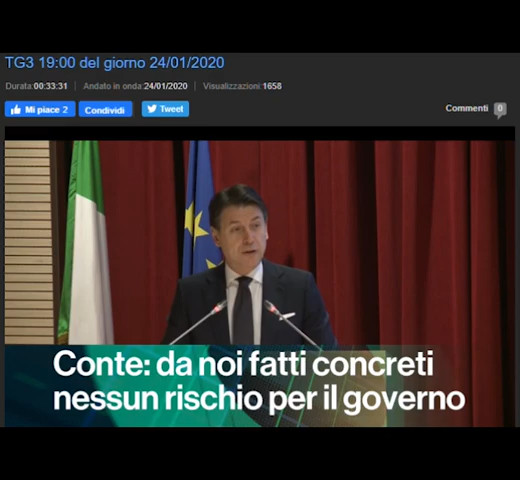 TG3 19:00 del giorno 24/01/2020
Durata:00:33:31 | Andato in onda:24/01/2020 | Visualizzazioni:1658
Mi piace 2 Condividi Tweet Commenti 0
Conte: da noi fatti concreti
nessun rischio per il governo